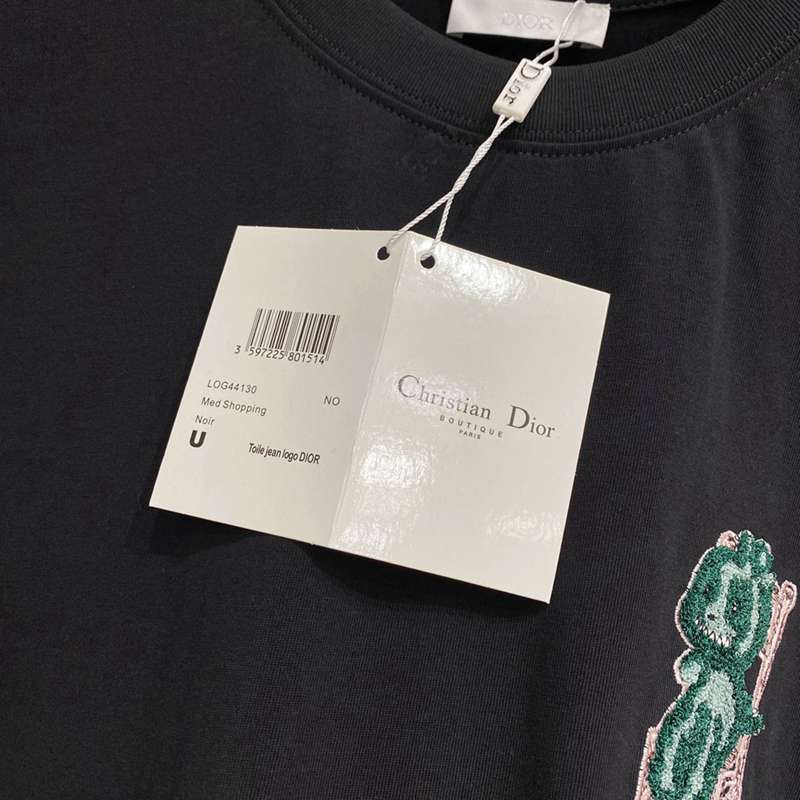 DIOR
DIOR
3 597225 801514
LOG44130
Med Shopping NO
Noir
U
Toile jean logo DIOR
Christian Dior
BOUTIQUE
PARIS